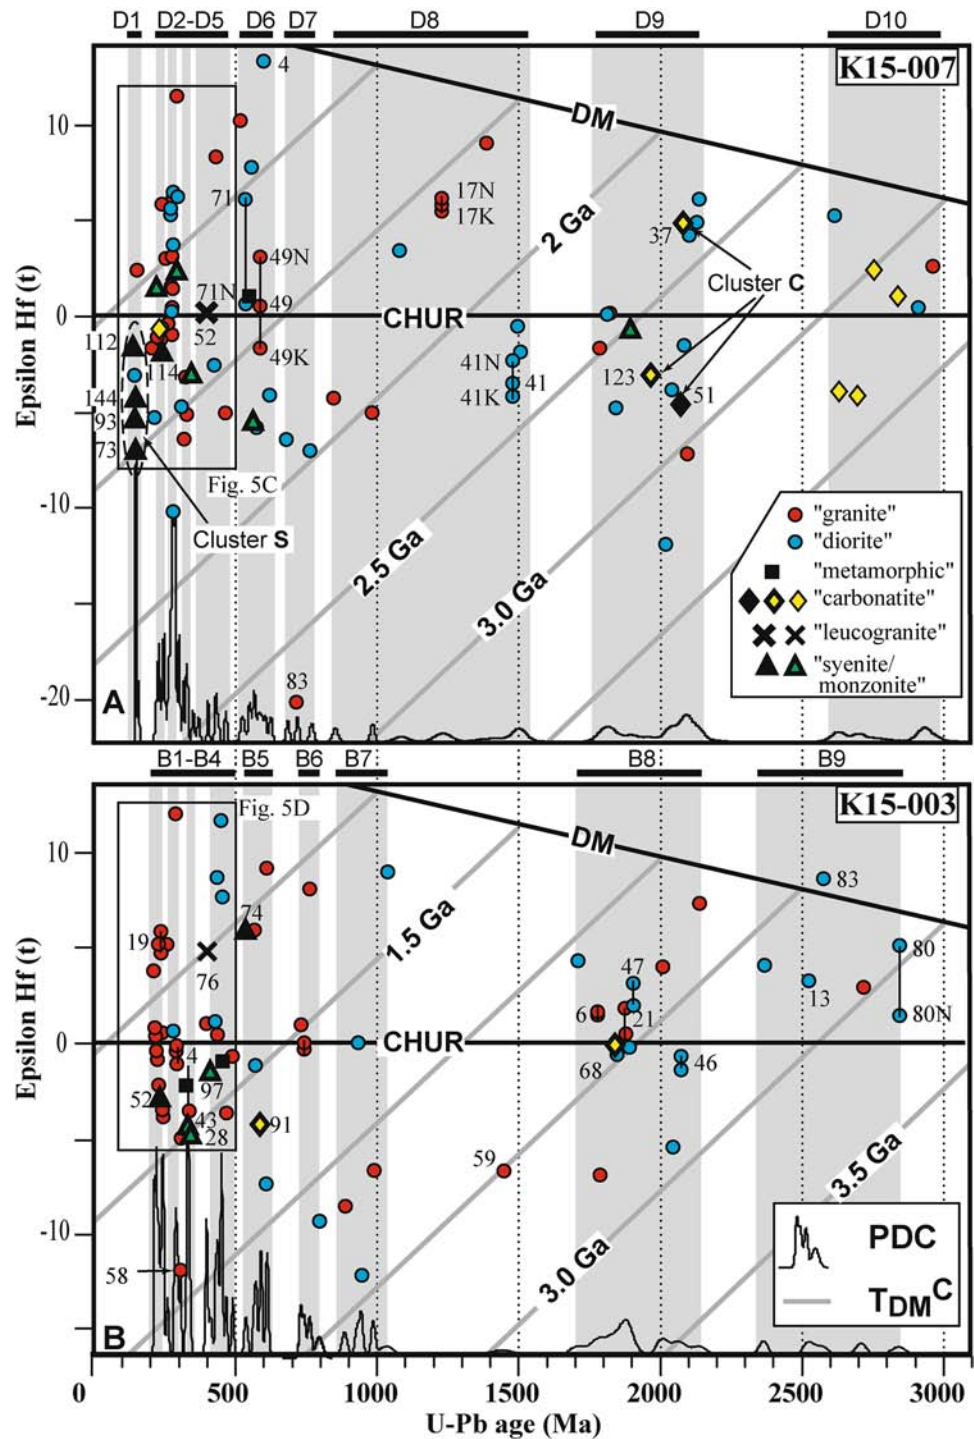 D1 D2-D5 D6 D7 D8 D9 D10
K15-007
DM
4
10
71
17N
17K
2 Ga
37
49N
Cluster C
71N
49
0
CHUR
112
52
49K
114
41N
41
123
51
144
41K
93
73
Fig. 5C
-10
Cluster S
2.5 Ga
3.0 Ga
"granite"
"diorite"
"metamorphic"
"carbonatite"
"leucogranite"
"syenite/
monzonite"
83
-20
A
Epsilon Hf (t)
B1-B4 B5 B6 B7 B8 B9
Fig. 5D
K15-003
DM
10
83
74
19
1.5 Ga
80
76
47
13
6
21
80N
0
CHUR
4
68
46
97
52
43
91
28
59
3.5 Ga
-10
3.0 Ga
58
PDC
TDMC
B
Epsilon Hf (t)
0 500 1000 1500 2000 2500 3000
U-Pb age (Ma)